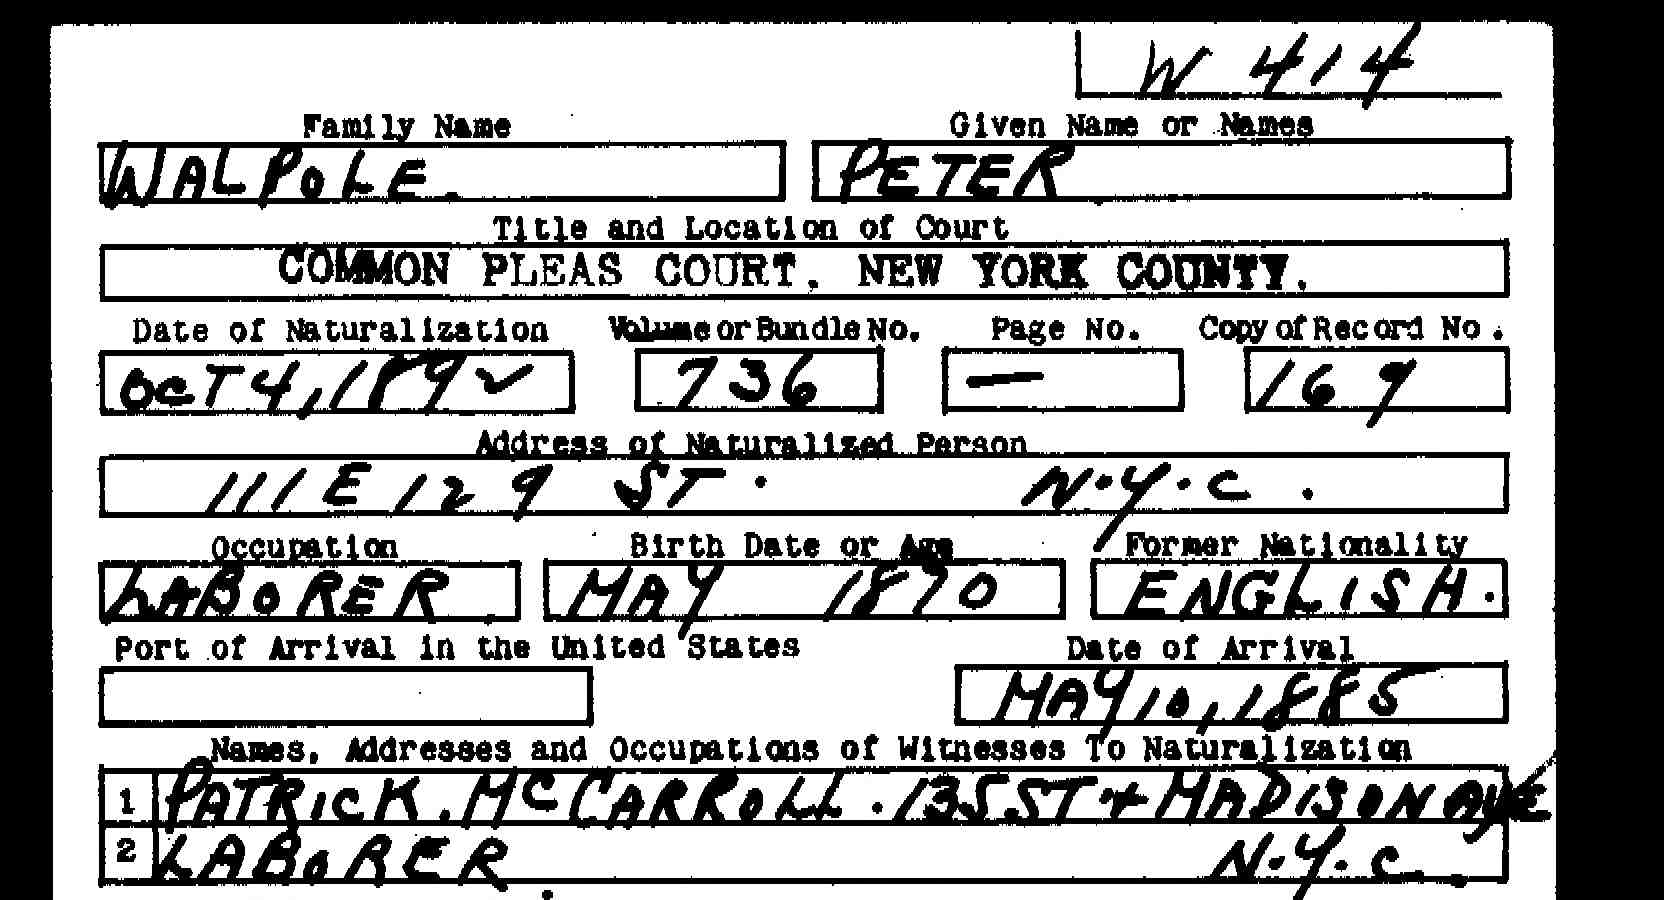 W 414
Family Name Given Name or Names
WALPOLE. PETER
Title and Location of Court
COMMON PLEAS COURT, NEW YORK COUNTY.
Date of Naturalization Volume or Bundle No. Page No. Copy of Record No.
OCT 4, 1892 736 — 169
Address of Naturalized Person
111 E 129 ST. N.Y.C.
Occupation Birth Date or Age Former Nationality
LABORER. MAY 1870 ENGLISH.
Port of Arrival in the United States Date of Arrival
MAY 10, 1885
Names, Addresses and Occupations of Witnesses To Naturalization
1 PATRICK. MCCARROLL. 135. ST + MADISON AVE
2 LABORER. N.Y.C.